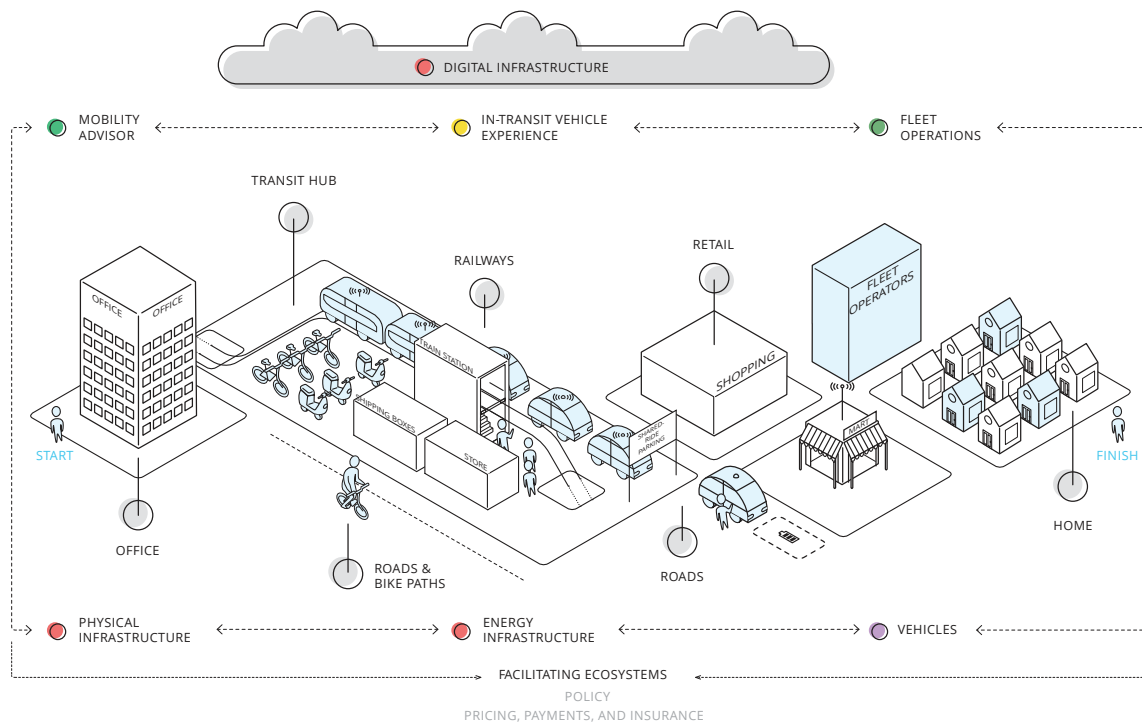 DIGITAL INFRASTRUCTURE
MOBILITY
ADVISOR
IN-TRANSIT VEHICLE
EXPERIENCE
FLEET
OPERATIONS
TRANSIT HUB
RAILWAYS
RETAIL
OFFICE
OFFICE
TRAIN STATION
SHIPPING BOXES
STORE
SHARED-
RIDE
PARKING
SHOPPING
FLEET
OPERATORS
MART
START
FINISH
OFFICE
ROADS &
BIKE PATHS
ROADS
HOME
PHYSICAL
INFRASTRUCTURE
ENERGY
INFRASTRUCTURE
VEHICLES
FACILITATING ECOSYSTEMS
POLICY
PRICING, PAYMENTS, AND INSURANCE